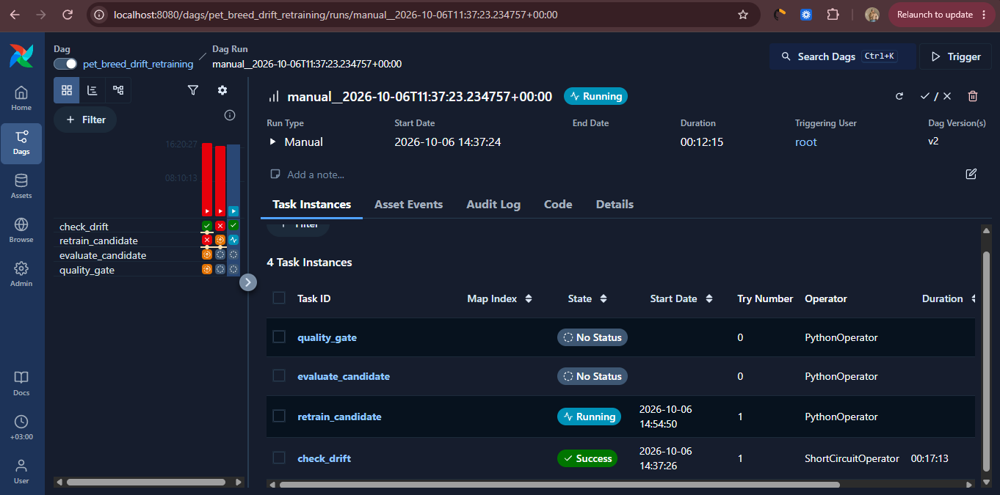 localhost:8080/dags/pet_breed_drift_retraining/runs/manual__2026-10-06T11:37:23.234757+00:00
Relaunch to update
Dag
pet_breed_drift_retraining
Dag Run
manual__2026-10-06T11:37:23.234757+00:00
Search Dags Ctrl+K
Trigger
Home
Dags
Assets
Browse
Admin
Docs
+03:00
User
Filter
16:20:27
08:10:13
check_drift
retrain_candidate
evaluate_candidate
quality_gate
manual__2026-10-06T11:37:23.234757+00:00 Running
Run Type Start Date End Date Duration Triggering User Dag Version(s)
Manual 2026-10-06 14:37:24 00:12:15 root v2
Add a note...
Task Instances Asset Events Audit Log Code Details
Filter
4 Task Instances
Task ID Map Index State Start Date Try Number Operator Duration
quality_gate No Status 0 PythonOperator
evaluate_candidate No Status 0 PythonOperator
retrain_candidate Running 2026-10-06 14:54:50 1 PythonOperator
check_drift Success 2026-10-06 14:37:26 1 ShortCircuitOperator 00:17:13